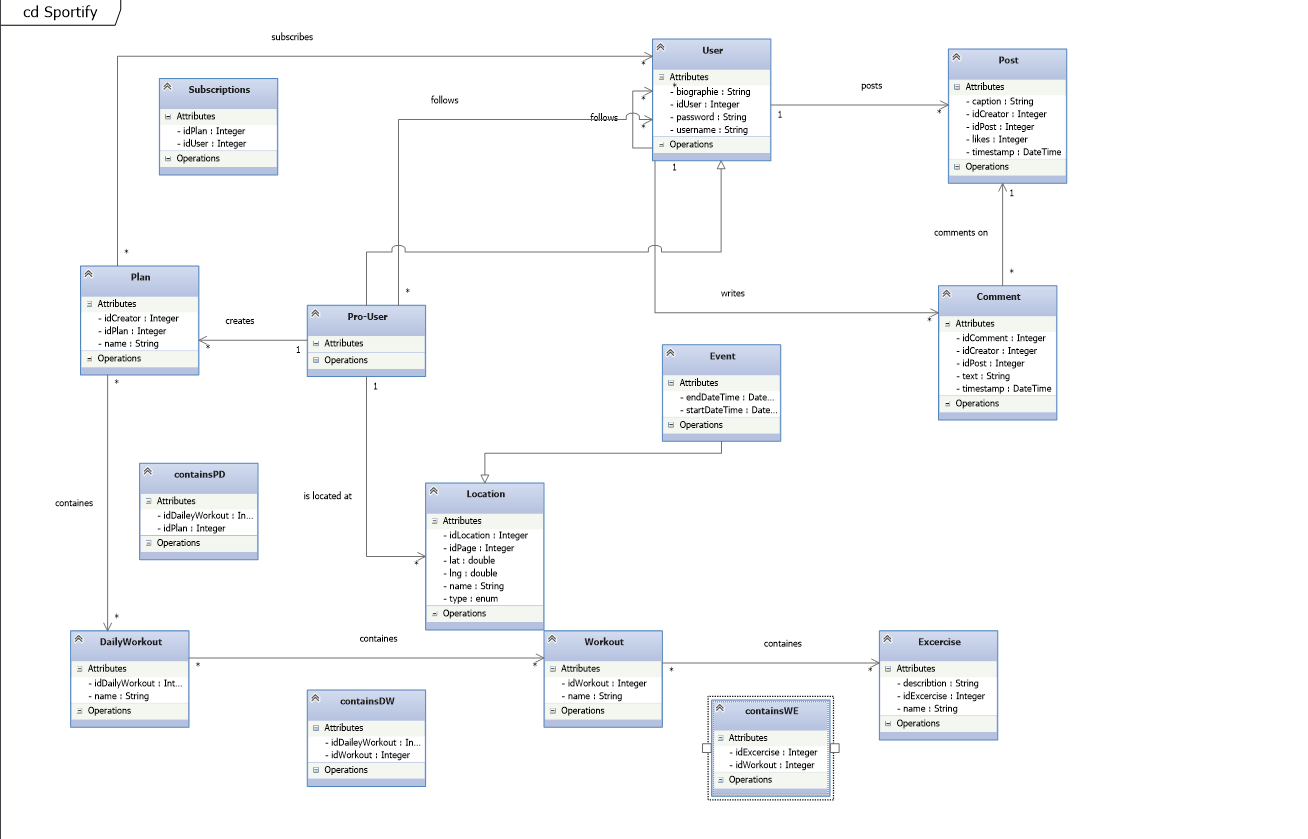 cd Sportify
subscribes
*
User
Attributes
*
- biographie : String
- idUser : Integer
- password : String
- username : String
Operations
*
*
follows
follows
1
posts
1
*
Post
Attributes
- caption : String
- idCreator : Integer
- idPost : Integer
- likes : Integer
- timestamp : DateTime
Operations
1
comments on
*
Subscriptions
Attributes
- idPlan : Integer
- idUser : Integer
Operations
*
Plan
Attributes
- idCreator : Integer
- idPlan : Integer
- name : String
Operations
*
creates
*
1
*
Pro-User
Attributes
Operations
1
writes
*
Comment
Attributes
- idComment : Integer
- idCreator : Integer
- idPost : Integer
- text : String
- timestamp : DateTime
Operations
Event
Attributes
- endDateTime : Date...
- startDateTime : Date...
Operations
containsPD
Attributes
- idDaileyWorkout : In...
- idPlan : Integer
Operations
containes
*
is located at
*
Location
Attributes
- idLocation : Integer
- idPage : Integer
- lat : double
- lng : double
- name : String
- type : enum
Operations
DailyWorkout
Attributes
- idDailyWorkout : Int...
- name : String
Operations
containes
*
*
Workout
Attributes
- idWorkout : Integer
- name : String
Operations
containes
*
*
Excercise
Attributes
- describtion : String
- idExcercise : Integer
- name : String
Operations
containsDW
Attributes
- idDaileyWorkout : In...
- idWorkout : Integer
Operations
containsWE
Attributes
- idExcercise : Integer
- idWorkout : Integer
Operations